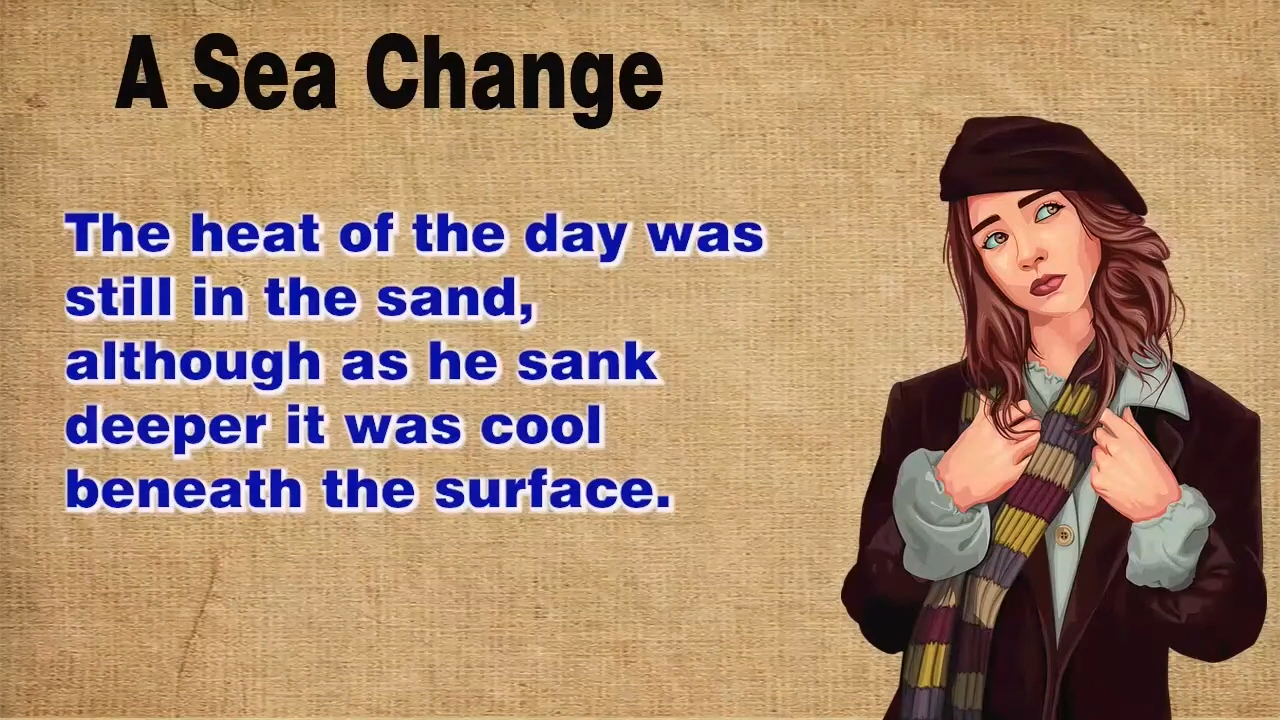 A Sea Change
The heat of the day was
still in the sand,
although as he sank
deeper it was cool
beneath the surface.